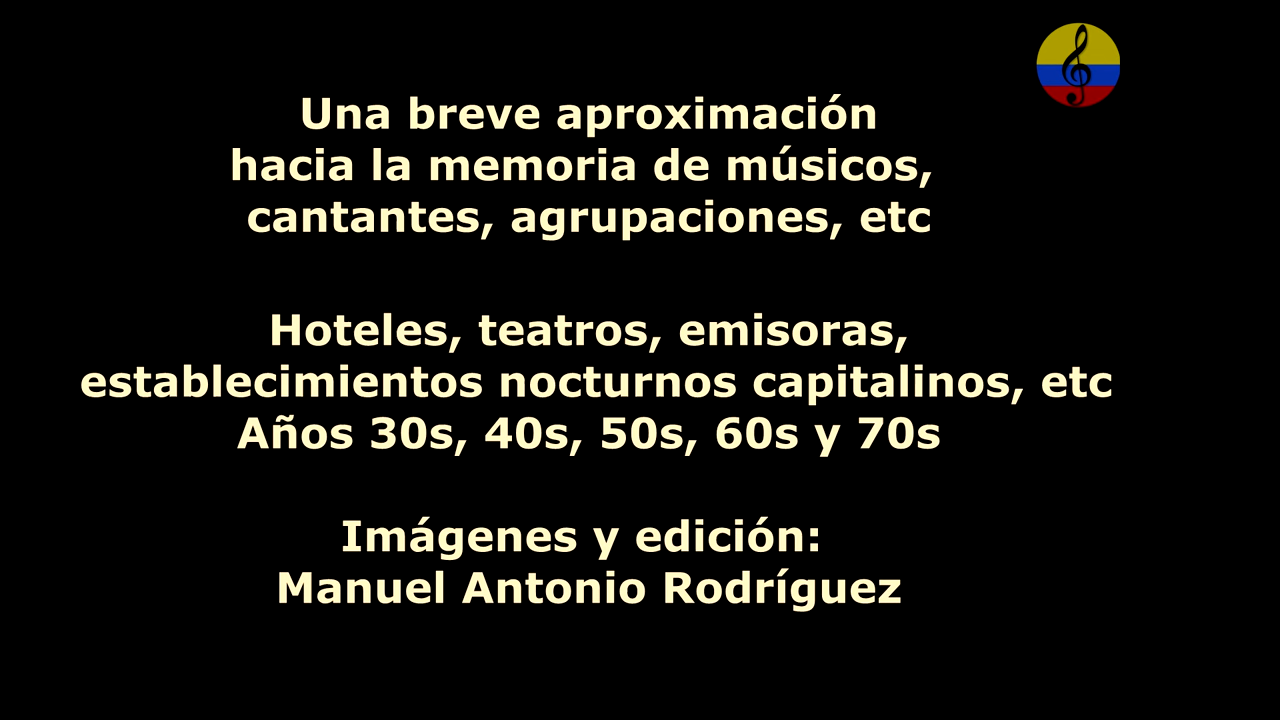 Una breve aproximación
hacia la memoria de músicos,
cantantes, agrupaciones, etc
Hoteles, teatros, emisoras,
establecimientos nocturnos capitalinos, etc
Años 30s, 40s, 50s, 60s y 70s
Imágenes y edición:
Manuel Antonio Rodríguez